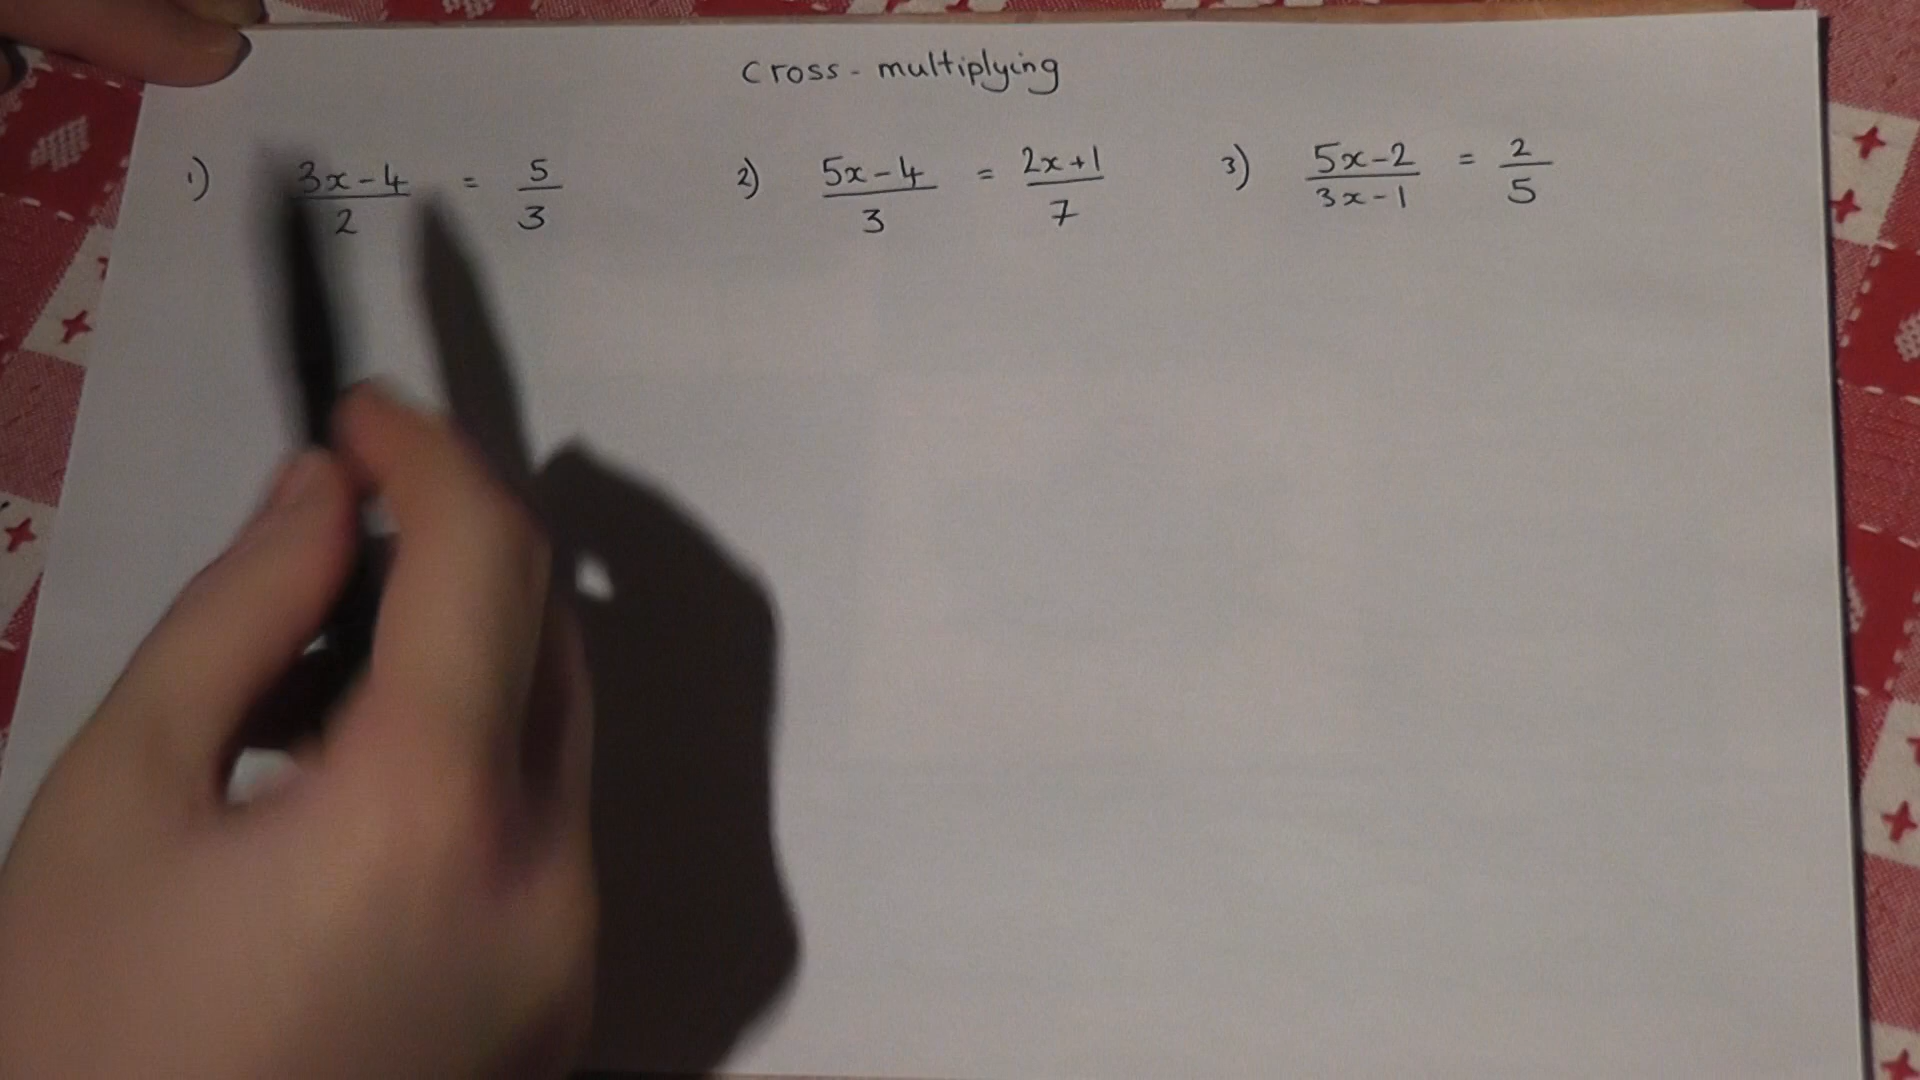 cross-multiplying
1) 3x-4/2 = 5/3
2) 5x-4/3 = 2x+1/7
3) 5x-2/3x-1 = 2/5